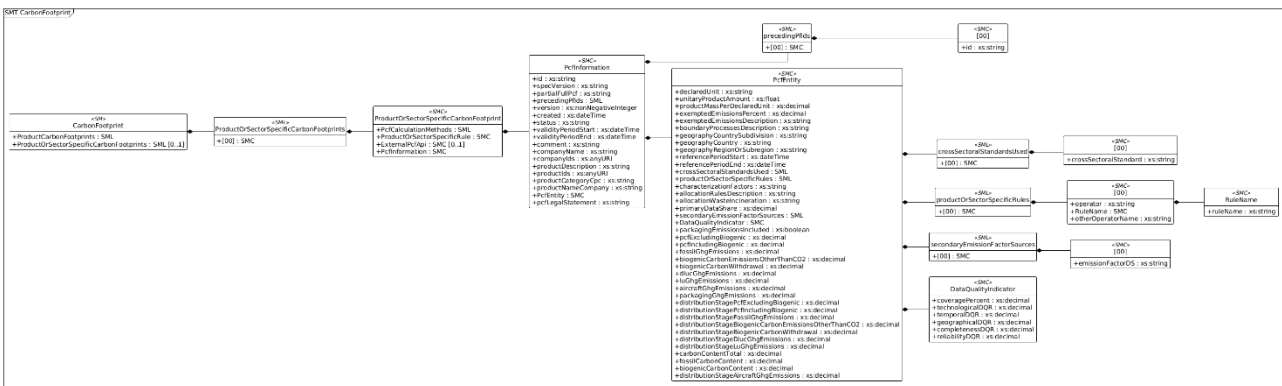 SMT CarbonFootprint
«SML»
CarbonFootprint
+ProductCarbonFootprints : SML
+ProductOrSectorSpecificCarbonFootprints : SML [0..1]
«SML»
ProductOrSectorSpecificCarbonFootprints
+[00] : SMC
«SMC»
ProductOrSectorSpecificCarbonFootprint
+PcfCalculationMethods : SML
+ProductOrSectorSpecificRule : SMC
+ExternalPcfApi : SMC [0..1]
+PcfInformation : SMC
«SMC»
PcfInformation
+id : xs:string
+specVersion : xs:string
+partialFullPcf : xs:string
+precedingPfIds : SML
+version : xs:nonNegativeInteger
+created : xs:dateTime
+status : xs:string
+validityPeriodStart : xs:dateTime
+validityPeriodEnd : xs:dateTime
+comment : xs:string
+companyName : xs:string
+companyIds : xs:anyURI
+productDescription : xs:string
+productIds : xs:anyURI
+productCategoryCpc : xs:string
+productNameCompany : xs:string
+PcfEntity : SMC
+pcfLegalStatement : xs:string
«SML»
precedingPfIds
+[00] : SMC
«SMC»
[00]
+id : xs:string
«SMC»
PcfEntity
+declaredUnit : xs:string
+unitaryProductAmount : xs:float
+productMassPerDeclaredUnit : xs:decimal
+exemptedEmissionsPercent : xs:decimal
+exemptedEmissionsDescription : xs:string
+boundaryProcessesDescription : xs:string
+geographyCountrySubdivision : xs:string
+geographyCountry : xs:string
+geographyRegionOrSubregion : xs:string
+referencePeriodStart : xs:dateTime
+referencePeriodEnd : xs:dateTime
+crossSectoralStandardsUsed : SML
+productOrSectorSpecificRules : SML
+characterizationFactors : xs:string
+allocationRulesDescription : xs:string
+allocationWasteIncineration : xs:string
+primaryDataShare : xs:decimal
+secondaryEmissionFactorSources : SML
+DataQualityIndicator : SMC
+packagingEmissionsIncluded : xs:boolean
+pcfExcludingBiogenic : xs:decimal
+pcfIncludingBiogenic : xs:decimal
+fossilGhgEmissions : xs:decimal
+biogenicCarbonEmissionsOtherThanCO2 : xs:decimal
+biogenicCarbonWithdrawal : xs:decimal
+dlucGhgEmissions : xs:decimal
+luGhgEmissions : xs:decimal
+aircraftGhgEmissions : xs:decimal
+packagingGhgEmissions : xs:decimal
+distributionStagePcfExcludingBiogenic : xs:decimal
+distributionStagePcfIncludingBiogenic : xs:decimal
+distributionStageFossilGhgEmissions : xs:decimal
+distributionStageBiogenicCarbonEmissionsOtherThanCO2 : xs:decimal
+distributionStageBiogenicCarbonWithdrawal : xs:decimal
+distributionStageDlucGhgEmissions : xs:decimal
+distributionStageLuGhgEmissions : xs:decimal
+carbonContentTotal : xs:decimal
+fossilCarbonContent : xs:decimal
+biogenicCarbonContent : xs:decimal
+distributionStageAircraftGhgEmissions : xs:decimal
«SML»
crossSectoralStandardsUsed
+[00] : SMC
«SMC»
[00]
+crossSectoralStandard : xs:string
«SML»
productOrSectorSpecificRules
+[00] : SMC
«SMC»
[00]
+operator : xs:string
+RuleName : SMC
+otherOperatorName : xs:string
«SMC»
RuleName
+ruleName : xs:string
«SML»
secondaryEmissionFactorSources
+[00] : SMC
«SMC»
[00]
+emissionFactorDS : xs:string
«SMC»
DataQualityIndicator
+coveragePercent : xs:decimal
+technologicalDQR : xs:decimal
+temporalDQR : xs:decimal
+geographicalDQR : xs:decimal
+completenessDQR : xs:decimal
+reliabilityDQR : xs:decimal